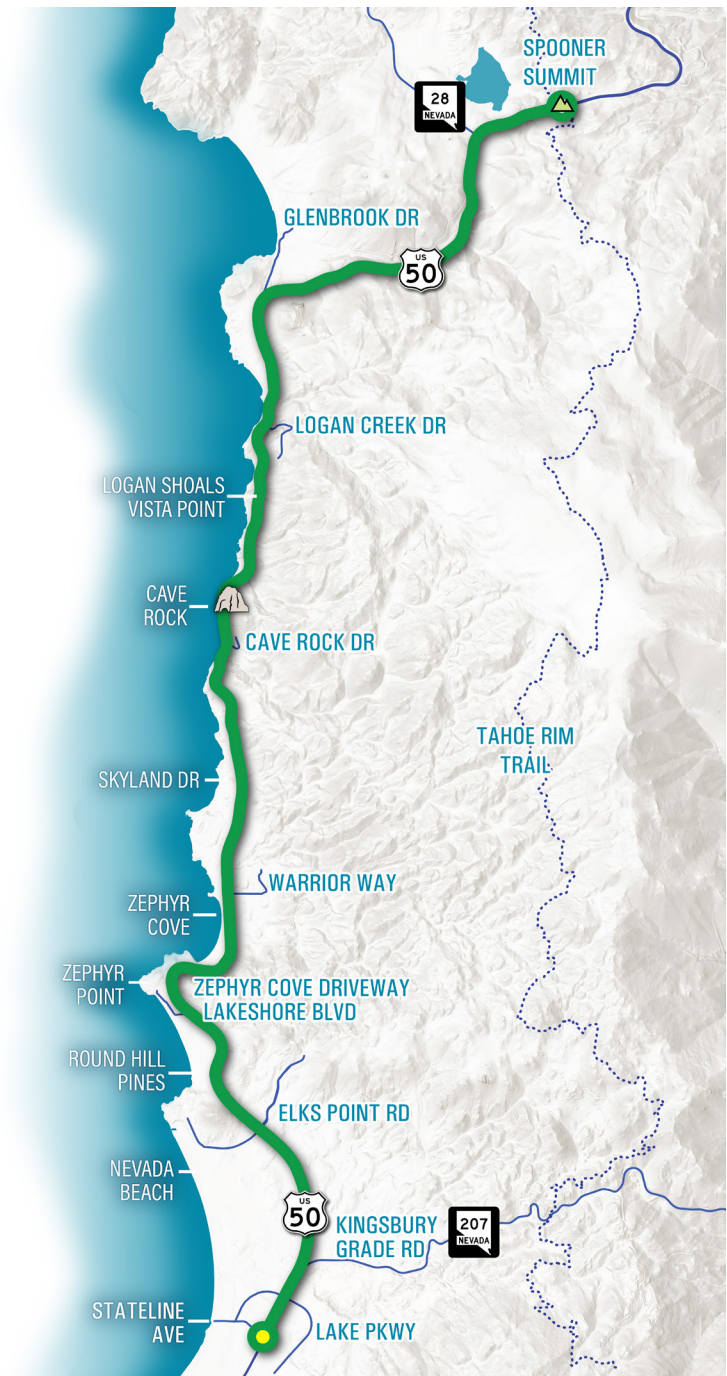 SPOONER
SUMMIT
28
NEVADA
GLENBROOK DR
US
50
LOGAN CREEK DR
LOGAN SHOALS
VISTA POINT
CAVE
ROCK
CAVE ROCK DR
TAHOE RIM
TRAIL
SKYLAND DR
WARRIOR WAY
ZEPHYR
COVE
ZEPHYR
POINT
ZEPHYR COVE DRIVEWAY
LAKESHORE BLVD
ROUND HILL
PINES
ELKS POINT RD
NEVADA
BEACH
US
50
KINGSBURY
GRADE RD
207
NEVADA
STATELINE
AVE
LAKE PKWY